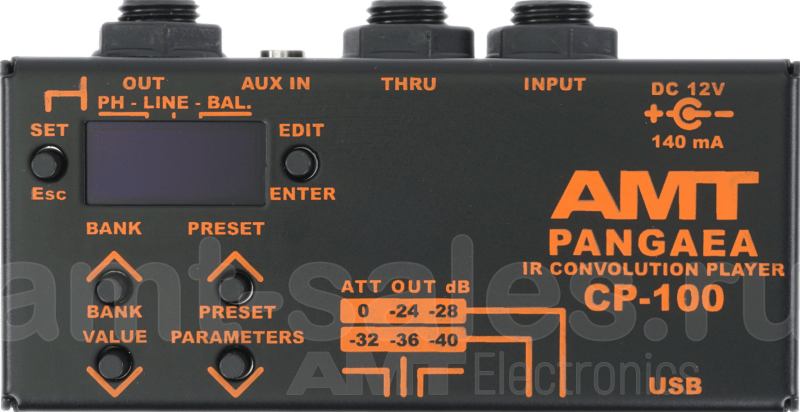 OUT
AUX IN
THRU
INPUT
PH - LINE - BAL.
DC 12V
140 mA
SET
EDIT
Esc
ENTER
AMT
PANGAEA
IR CONVOLUTION PLAYER
CP-100
BANK
PRESET
BANK
PRESET
VALUE
PARAMETERS
ATT OUT dB
0 -24 -28
-32 -36 -40
USB
amt-sales.ru
AMT Electronics